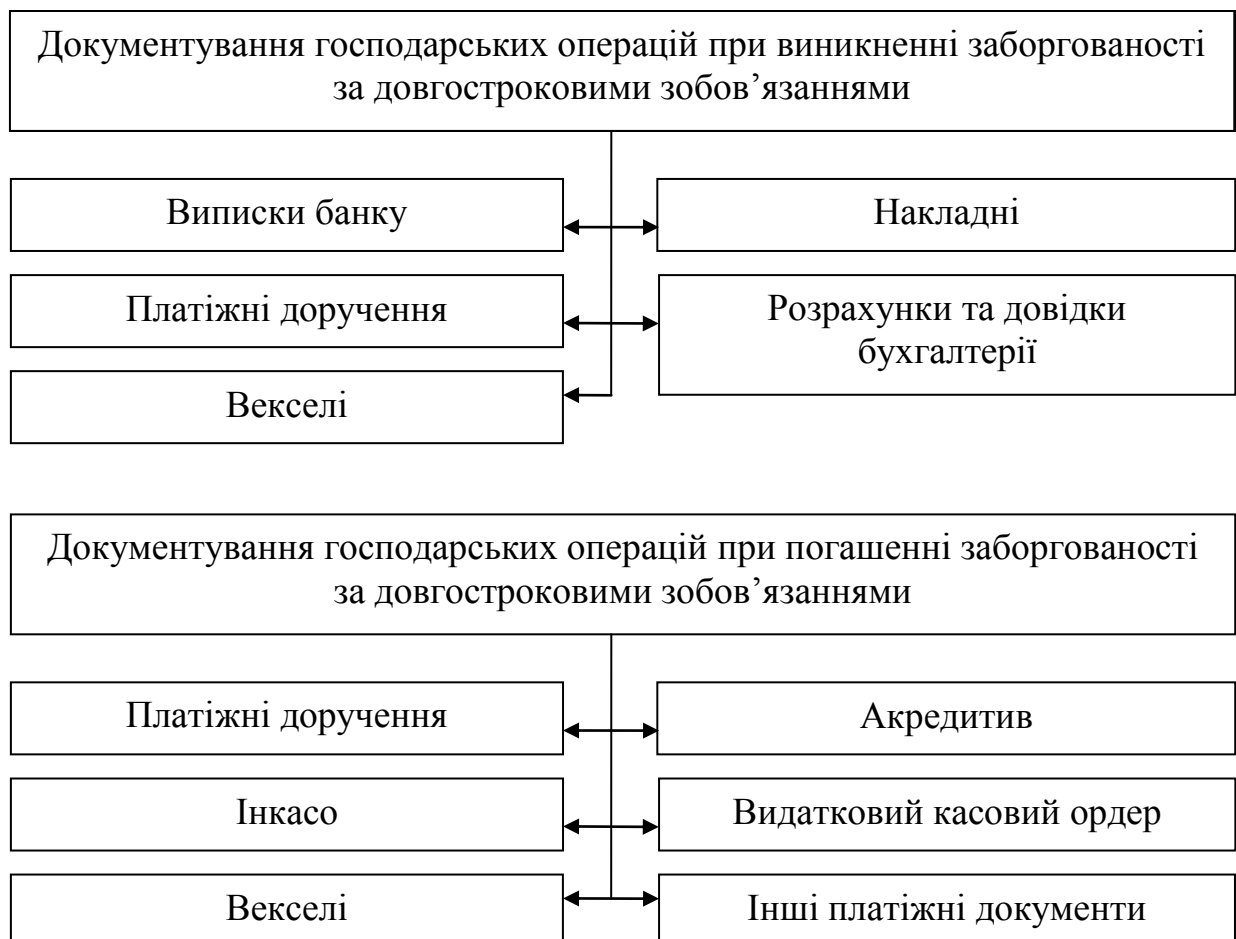 Документування господарських операцій при виникненні заборгованості
за довгостроковими зобов’язаннями
Виписки банку
Накладні
Платіжні доручення
Розрахунки та довідки
бухгалтерії
Векселі
Документування господарських операцій при погашенні заборгованості
за довгостроковими зобов’язаннями
Платіжні доручення
Акредитив
Інкасо
Видатковий касовий ордер
Векселі
Інші платіжні документи